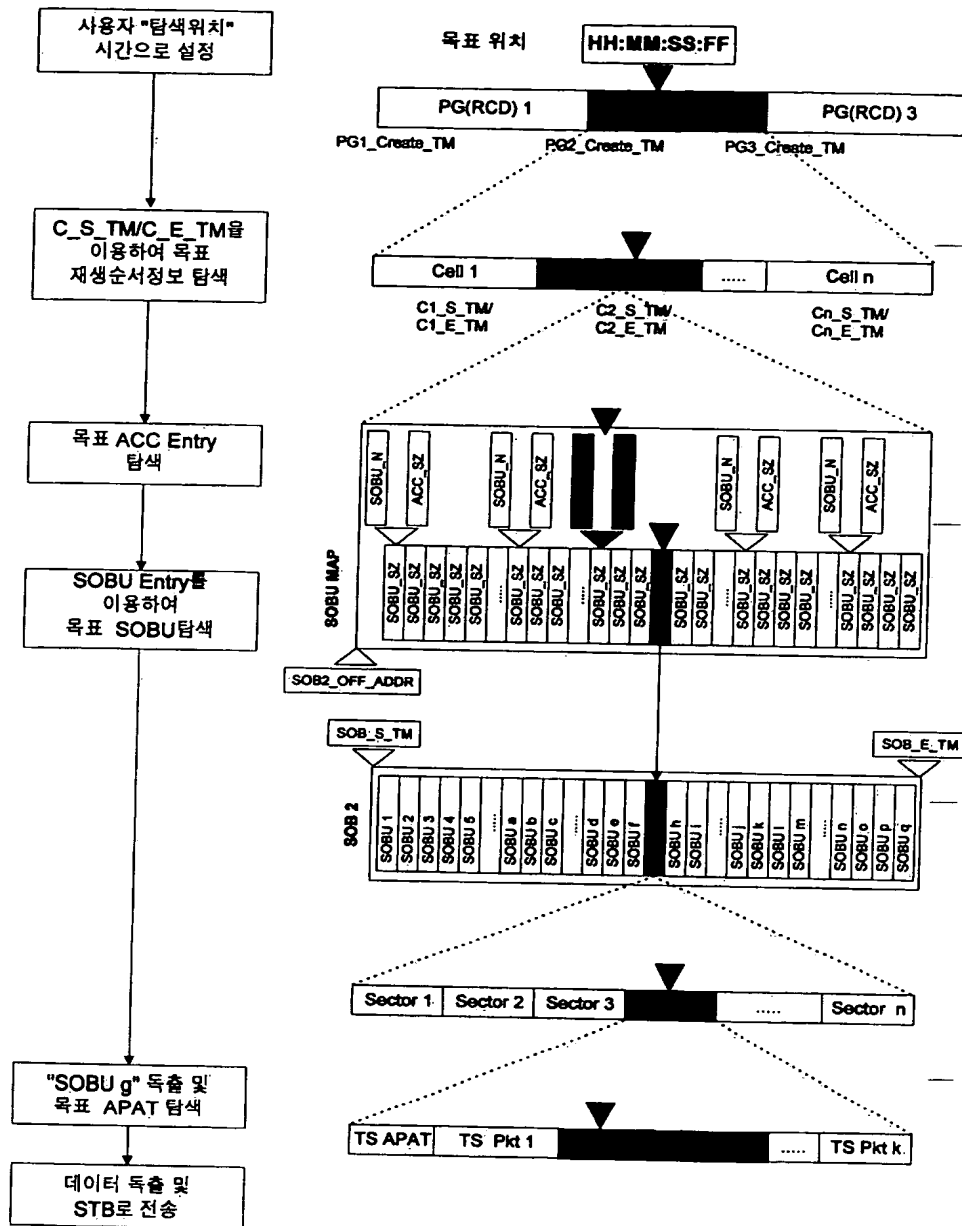 사용자 "탐색위치"
시간으로 설정
목표 위치
HH:MM:SS:FF
PG(RCD) 1
PG(RCD) 3
PG1_Create_TM
PG2_Create_TM
PG3_Create_TM
C_S_TM/C_E_TM을
이용하여 목표
재생순서정보 탐색
Cell 1
.....
Cell n
C1_S_TM/
C1_E_TM
C2_S_TM/
C2_E_TM
Cn_S_TM/
Cn_E_TM
목표 ACC Entry
탐색
SOBU_N
ACC_SZ
SOBU_N
ACC_SZ
SOBU_N
ACC_SZ
SOBU_N
ACC_SZ
SOBU Entry를
이용하여
목표 SOBU탐색
SOBU MAP
SOBU_SZ
SOBU_SZ
SOBU_SZ
SOBU_SZ
SOBU_SZ
.....
SOBU_SZ
SOBU_SZ
SOBU_SZ
.....
SOBU_SZ
SOBU_SZ
SOBU_SZ
SOBU_SZ
SOBU_SZ
.....
SOBU_SZ
SOBU_SZ
SOBU_SZ
SOBU_SZ
.....
SOBU_SZ
SOBU_SZ
SOBU_SZ
SOBU_SZ
SOB2_OFF_ADDR
SOB_S_TM
SOB_E_TM
SOB 2
SOBU 1
SOBU 2
SOBU 3
SOBU 4
SOBU 5
.....
SOBU a
SOBU b
SOBU c
.....
SOBU d
SOBU e
SOBU f
SOBU h
SOBU i
.....
SOBU j
SOBU k
SOBU l
SOBU m
.....
SOBU n
SOBU o
SOBU p
SOBU q
Sector 1
Sector 2
Sector 3
.....
Sector n
"SOBU g" 독출 및
목표 APAT 탐색
TS APAT
TS Pkt 1
.....
TS Pkt k
데이터 독출 및
STB로 전송